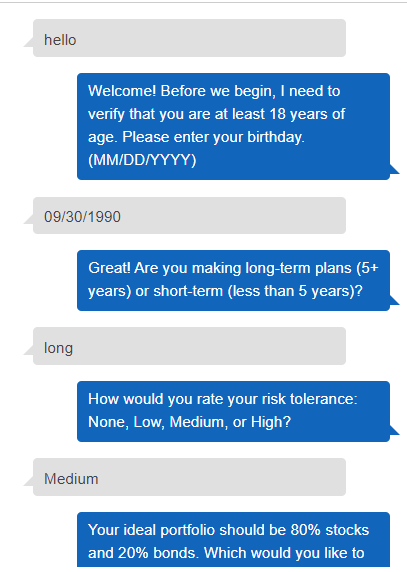 hello
Welcome! Before we begin, I need to
verify that you are at least 18 years of
age. Please enter your birthday.
(MM/DD/YYYY)
09/30/1990
Great! Are you making long-term plans (5+
years) or short-term (less than 5 years)?
long
How would you rate your risk tolerance:
None, Low, Medium, or High?
Medium
Your ideal portfolio should be 80% stocks
and 20% bonds. Which would you like to